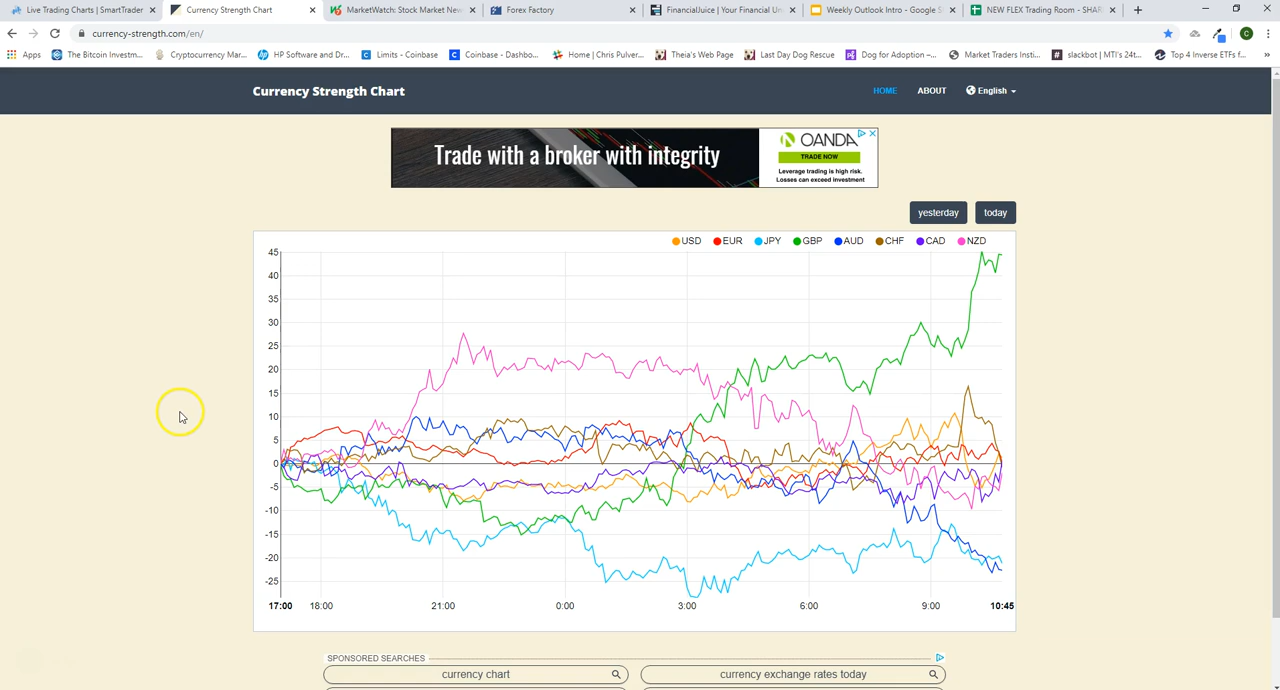 Live Trading Charts | SmartTrader
Currency Strength Chart
MarketWatch: Stock Market New
Forex Factory
FinancialJuice | Your Financial Un
Weekly Outlook Intro - Google S
NEW FLEX Trading Room - SHAR
currency-strength.com/en/
Apps
The Bitcoin Investm...
Cryptocurrency Mar...
HP Software and Dr...
Limits - Coinbase
Coinbase - Dashbo...
Home | Chris Pulver...
Theia's Web Page
Last Day Dog Rescue
Dog for Adoption –...
Market Traders Insti...
slackbot | MTI's 24t...
Top 4 Inverse ETFs f...
»
Currency Strength Chart
HOME
ABOUT
English
Trade with a broker with integrity
OANDA
TRADE NOW
Leverage trading is high risk.
Losses can exceed investment
yesterday
today
USD EUR JPY GBP AUD CHF CAD NZD
45
40
35
30
25
20
15
10
5
0
-5
-10
-15
-20
-25
17:00 18:00 21:00 0:00 3:00 6:00 9:00 10:45
SPONSORED SEARCHES
currency chart
currency exchange rates today